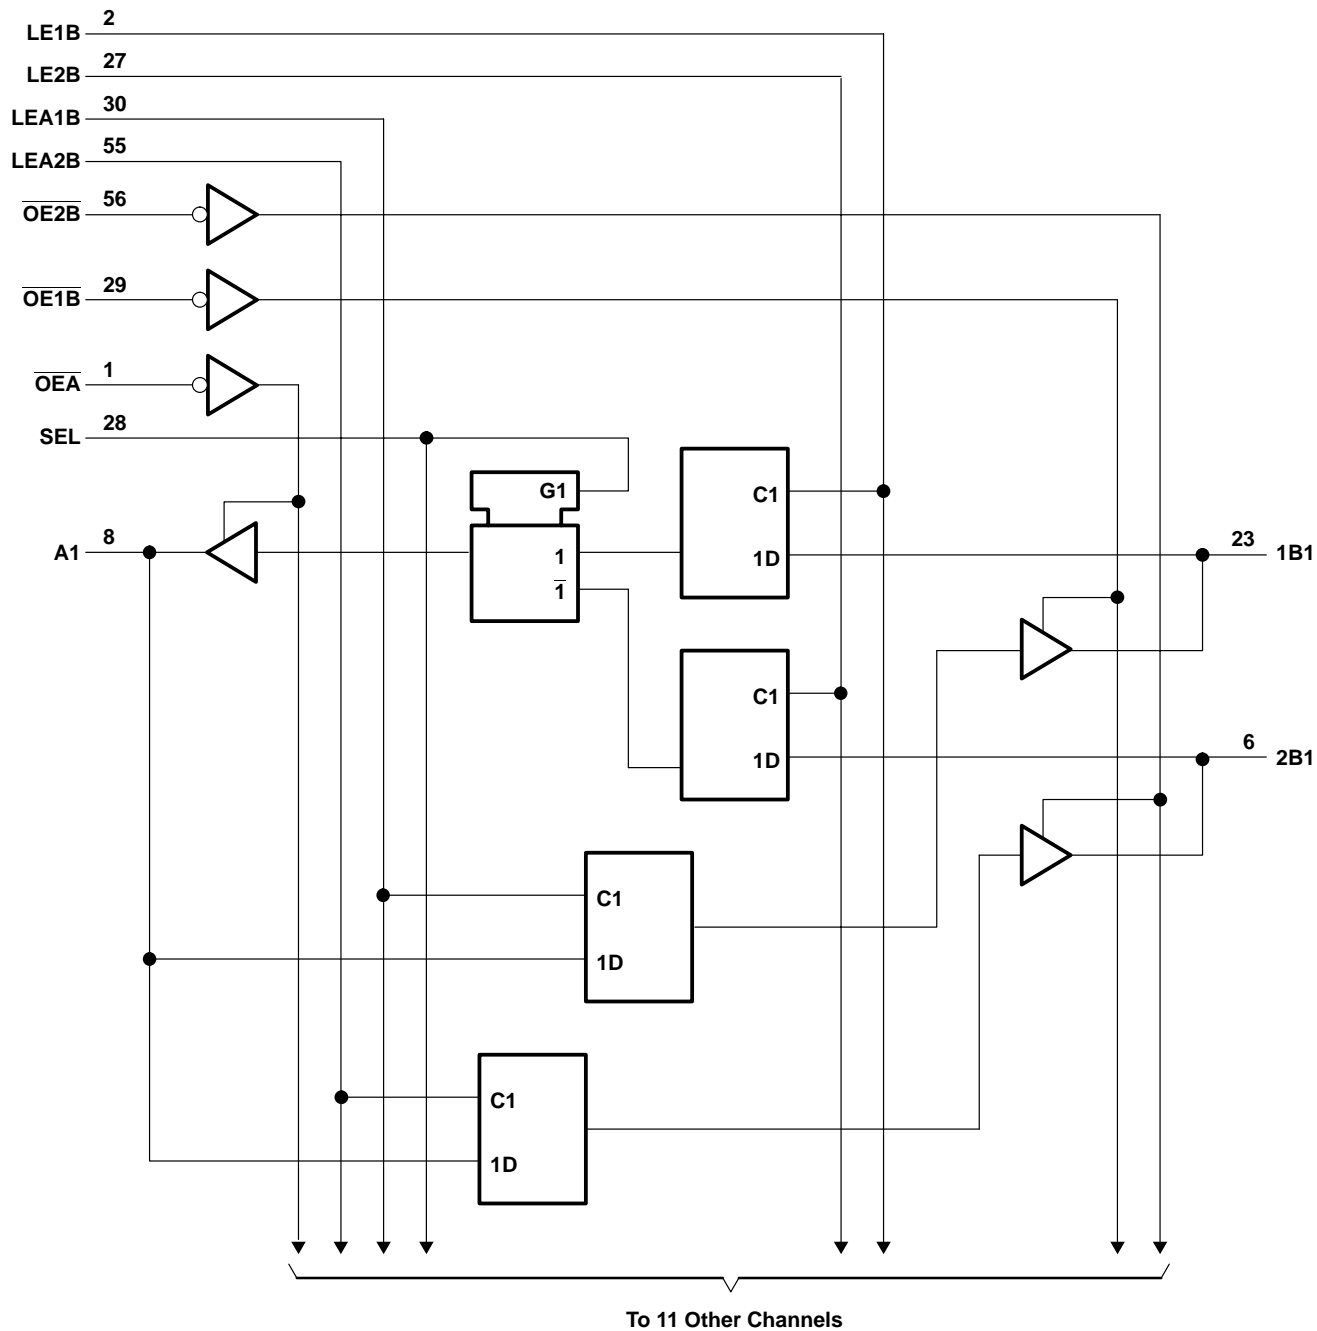 LE1B 2
LE2B 27
LEA1B 30
LEA2B 55
OE2B 56
OE1B 29
OEA 1
SEL 28
G1
C1
A1 8
1
1D
23 1B1
1
C1
1D
6 2B1
C1
1D
C1
1D
To 11 Other Channels